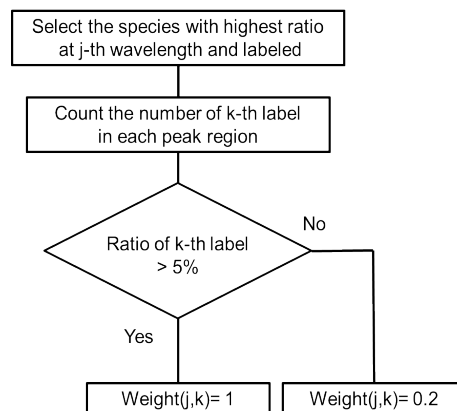 Select the species with highest ratio
at j-th wavelength and labeled
Count the number of k-th label
in each peak region
Ratio of k-th label
> 5%
No
Yes
Weight(j,k)= 1
Weight(j,k)= 0.2